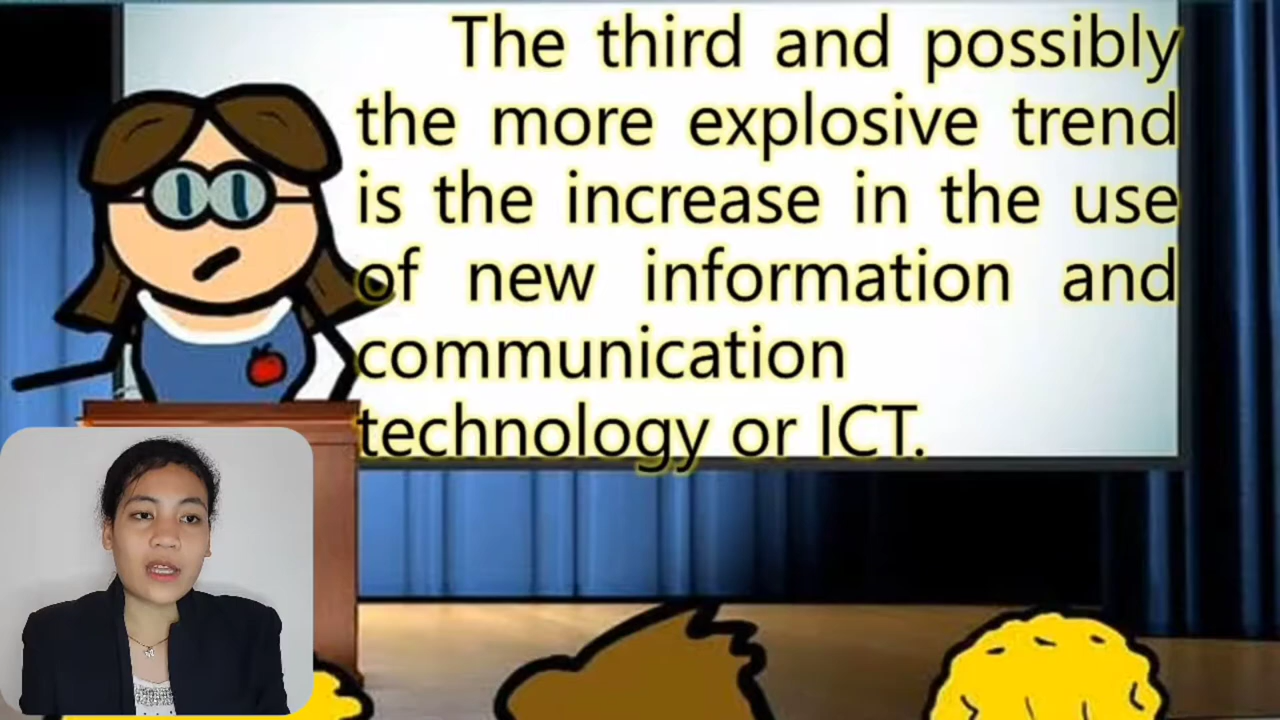 The third and possibly
the more explosive trend
is the increase in the use
of new information and
communication
technology or ICT.